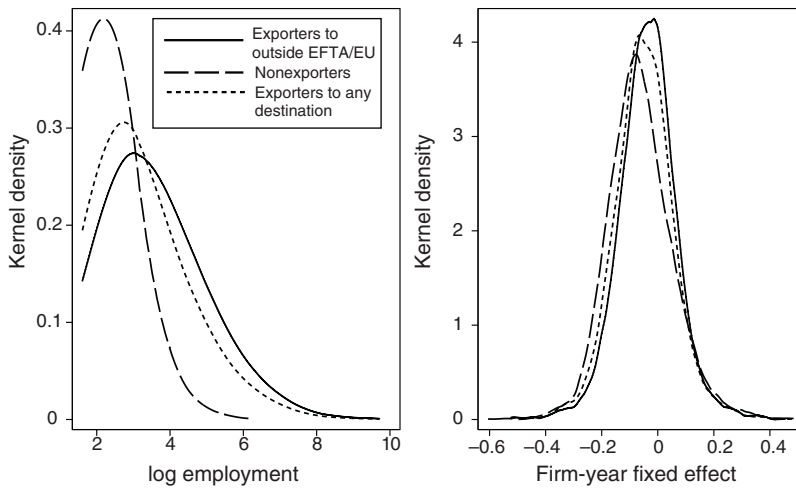 0.4
0.3
0.2
0.1
0
Kernel density
Exporters to
outside EFTA/EU
Nonexporters
Exporters to any
destination
2 4 6 8 10
log employment
4
3
2
1
0
Kernel density
−0.6 −0.4 −0.2 0 0.2 0.4
Firm-year fixed effect